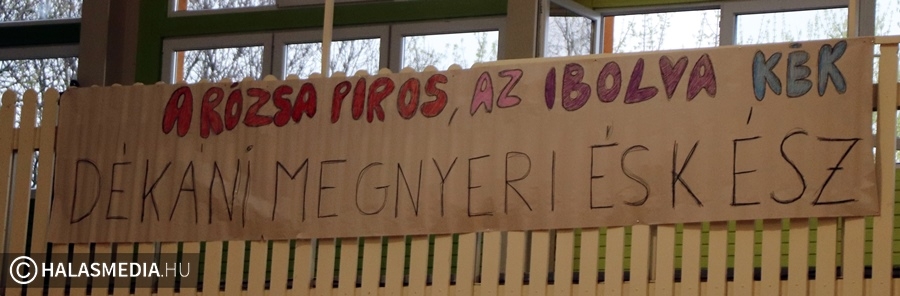 A RÓZSA PIROS, AZ IBOLYA KÉK
DÉKÁNI MEGNYERI ÉS KÉSZ
© HALASMEDIA.HU